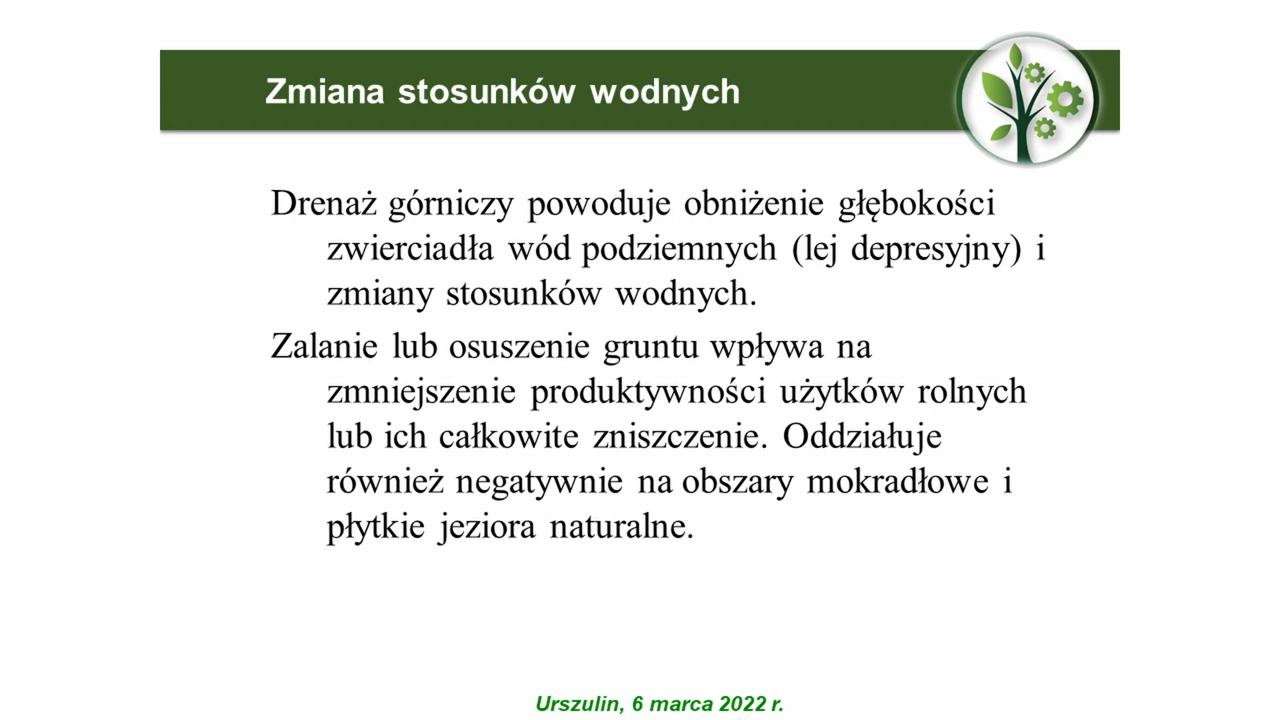 Zmiana stosunków wodnych
Drenaż górniczy powoduje obniżenie głębokości
zwierciadła wód podziemnych (lej depresyjny) i
zmiany stosunków wodnych.
Zalanie lub osuszenie gruntu wpływa na
zmniejszenie produktywności użytków rolnych
lub ich całkowite zniszczenie. Oddziałuje
również negatywnie na obszary mokradłowe i
płytkie jeziora naturalne.
Urszulin, 6 marca 2022 r.